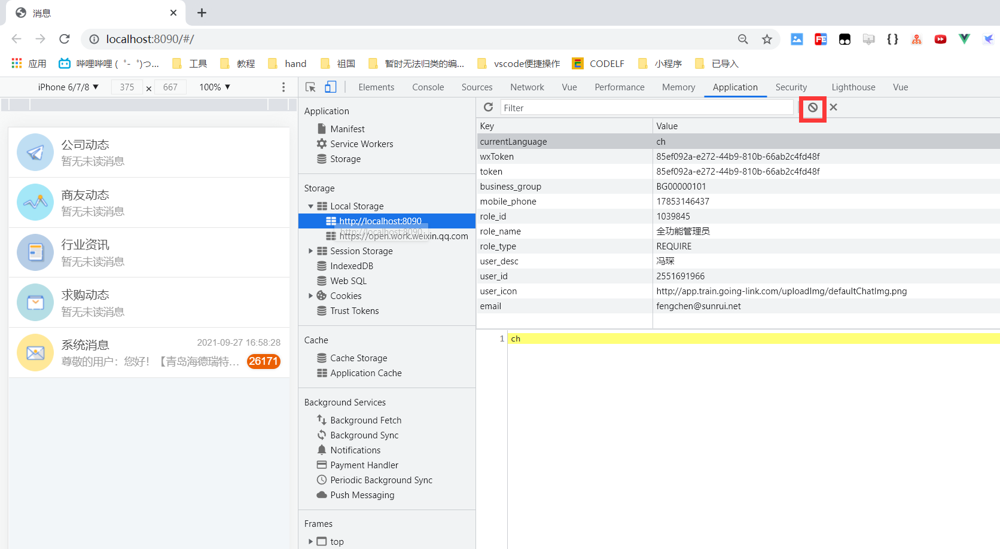 消息
localhost:8090/#/
应用 哔哩哔哩 ( ゜- ゜)つ... 工具 教程 hand 祖国 暂时无法归类的编... vscode便捷操作 CODELF 小程序 已导入
iPhone 6/7/8 ▼ 375 × 667 100% ▼
Elements Console Sources Network Vue Performance Memory Application Security Lighthouse Vue
公司动态
暂无未读消息
商友动态
暂无未读消息
行业资讯
暂无未读消息
求购动态
暂无未读消息
系统消息 2021-09-27 16:58:28
尊敬的用户：您好！【青岛海德瑞特... 26171
Application
Manifest
Service Workers
Storage
Storage
Local Storage
http://localhost:8090
http://localhost:8090
https://open.work.weixin.qq.com
Session Storage
IndexedDB
Web SQL
Cookies
Trust Tokens
Cache
Cache Storage
Application Cache
Background Services
Background Fetch
Background Sync
Notifications
Payment Handler
Periodic Background Sync
Push Messaging
Frames
top
Filter
Key Value
currentLanguage ch
wxToken 85ef092a-e272-44b9-810b-66ab2c4fd48f
token 85ef092a-e272-44b9-810b-66ab2c4fd48f
business_group BG00000101
mobile_phone 17853146437
role_id 1039845
role_name 全功能管理员
role_type REQUIRE
user_desc 冯琛
user_id 2551691966
user_icon http://app.train.going-link.com/uploadImg/defaultChatImg.png
email fengchen@sunrui.net
1 ch